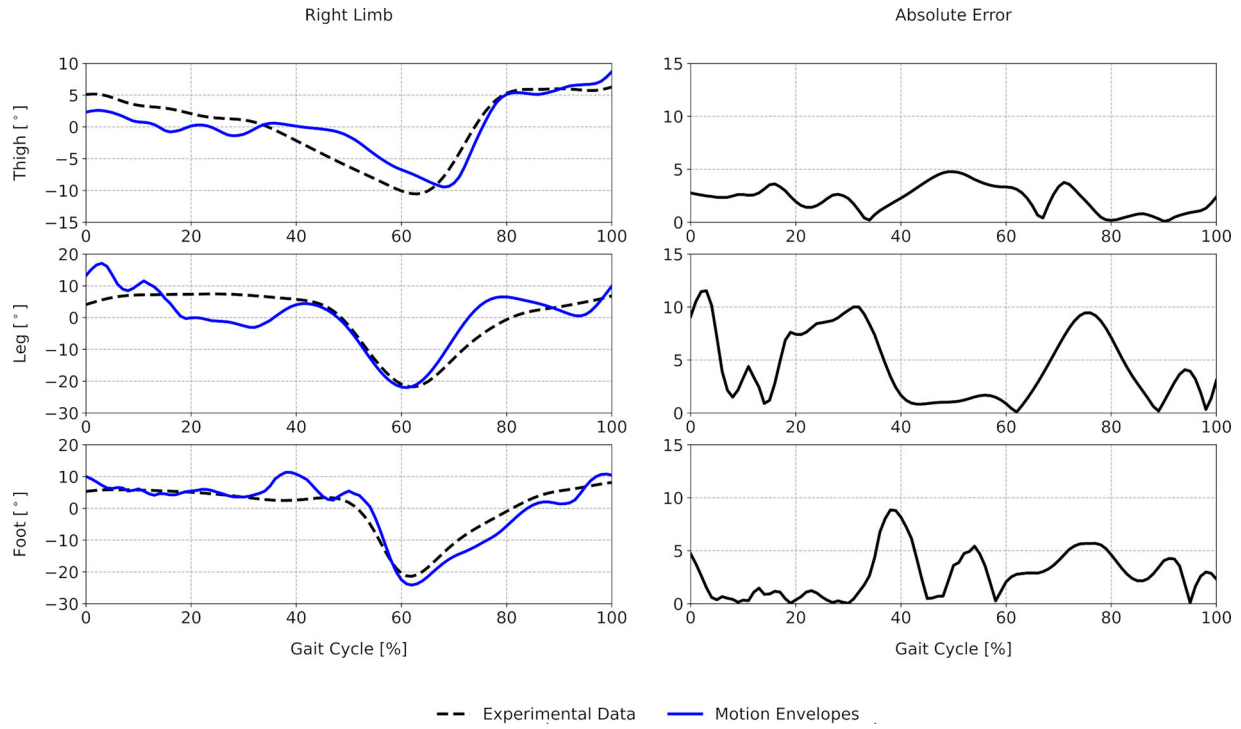 Right Limb Absolute Error
Thigh [°]
10
5
0
−5
−10
−15
0 20 40 60 80 100
15
10
5
0
0 20 40 60 80 100
Leg [°]
20
10
0
−10
−20
−30
0 20 40 60 80 100
15
10
5
0
0 20 40 60 80 100
Foot [°]
20
10
0
−10
−20
−30
0 20 40 60 80 100
15
10
5
0
0 20 40 60 80 100
Gait Cycle [%] Gait Cycle [%]
Experimental Data Motion Envelopes